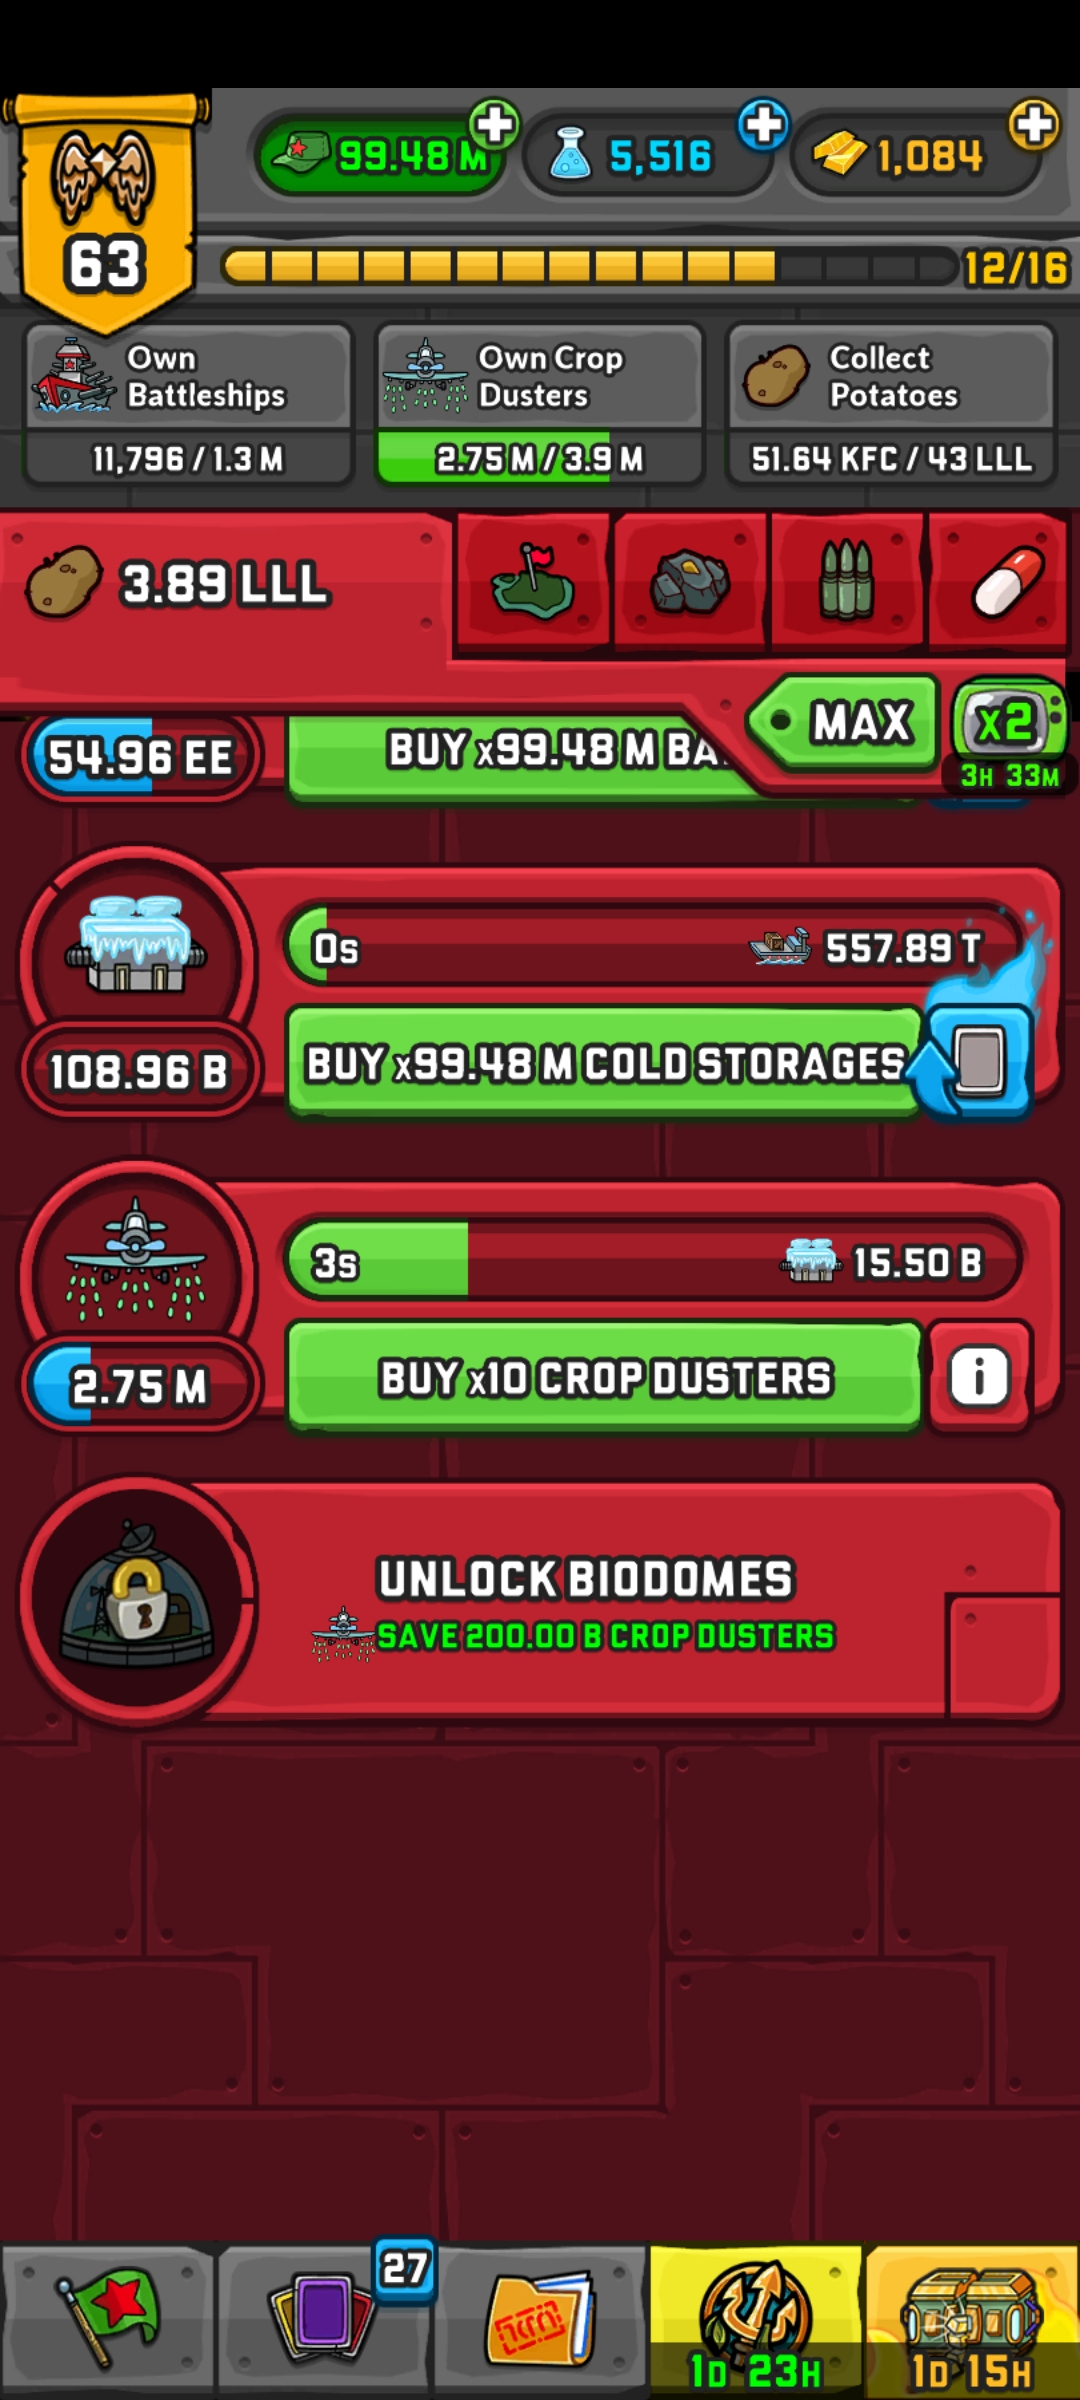 99.48 M
5,516
1,084
63
12/16
Own
Battleships
11,796 / 1.3 M
Own Crop
Dusters
2.75 M / 3.9 M
Collect
Potatoes
51.64 KFC / 43 LLL
3.89 LLL
MAX
x2
3H 33M
54.96 EE
BUY x99.48 M BA
0s
557.89 T
108.96 B
BUY x99.48 M COLD STORAGES
3s
15.50 B
2.75 M
BUY x10 CROP DUSTERS
i
UNLOCK BIODOMES
SAVE 200.00 B CROP DUSTERS
27
1D 23H
1D 15H